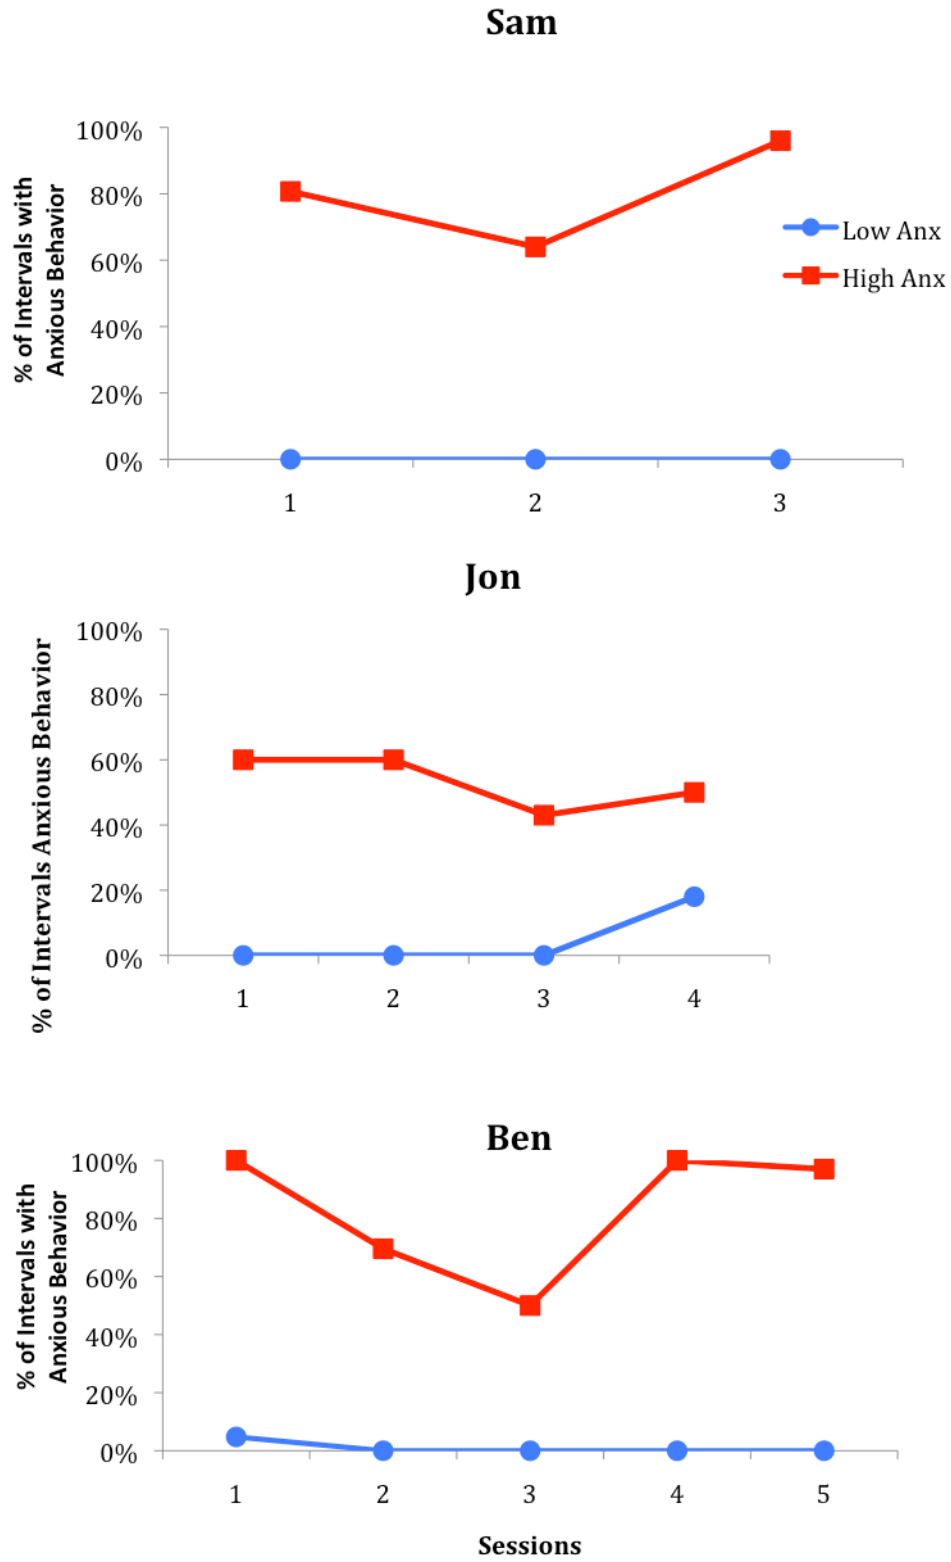 Sam
% of Intervals with
Anxious Behavior
100%
80%
60%
40%
20%
0%
1 2 3
Low Anx
High Anx
Jon
% of Intervals Anxious Behavior
100%
80%
60%
40%
20%
0%
1 2 3 4
Ben
% of Intervals with
Anxious Behavior
100%
80%
60%
40%
20%
0%
1 2 3 4 5
Sessions